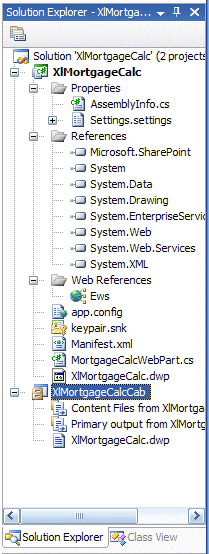 Solution Explorer - XlMortga...
Solution 'XlMortgageCalc' (2 projects
XlMortgageCalc
Properties
AssemblyInfo.cs
Settings.settings
References
Microsoft.SharePoint
System
System.Data
System.Drawing
System.EnterpriseServic
System.Web
System.Web.Services
System.XML
Web References
Ews
app.config
keypair.snk
Manifest.xml
MortgageCalcWebPart.cs
XlMortgageCalc.dwp
XlMortgageCalcCab
Content Files from XlMortga
Primary output from XlMortg
XlMortgageCalc.dwp
Solution Explorer Class View